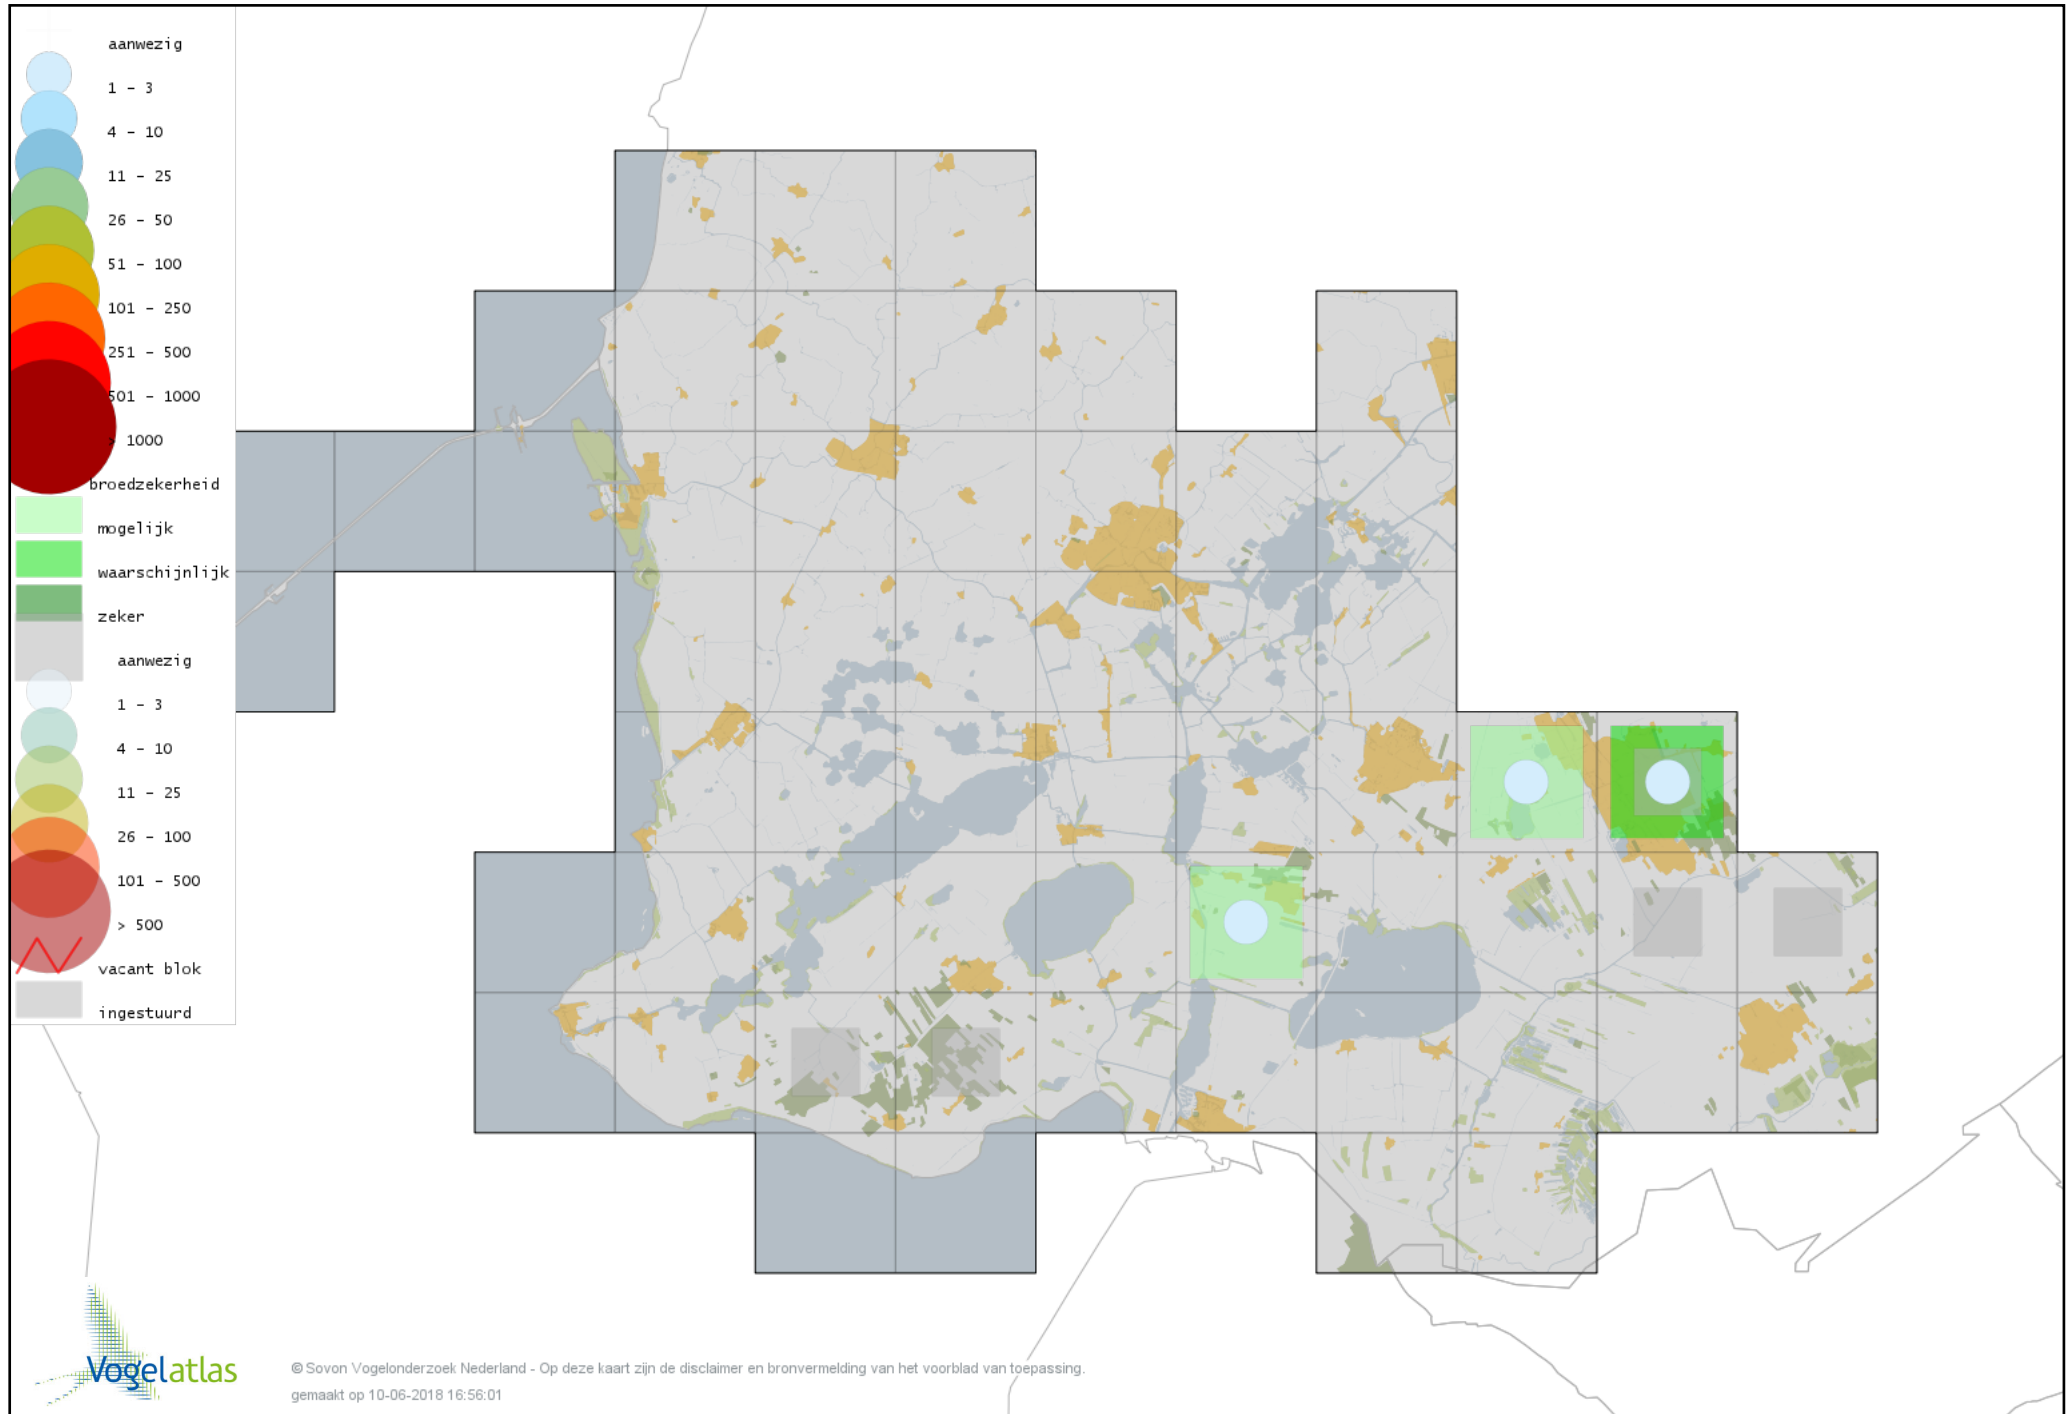 aanwezig
1 - 3
4 - 10
11 - 25
26 - 50
51 - 100
101 - 250
251 - 500
501 - 1000
> 1000
broedzekerheid
mogelijk
waarschijnlijk
zeker
aanwezig
1 - 3
4 - 10
11 - 25
26 - 100
101 - 500
> 500
vacant blok
ingestuurd
Vogelatlas
© Sovon Vogelonderzoek Nederland - Op deze kaart zijn de disclaimer en bronvermelding van het voorblad van toepassing.
gemaakt op 10-06-2018 16:56:01